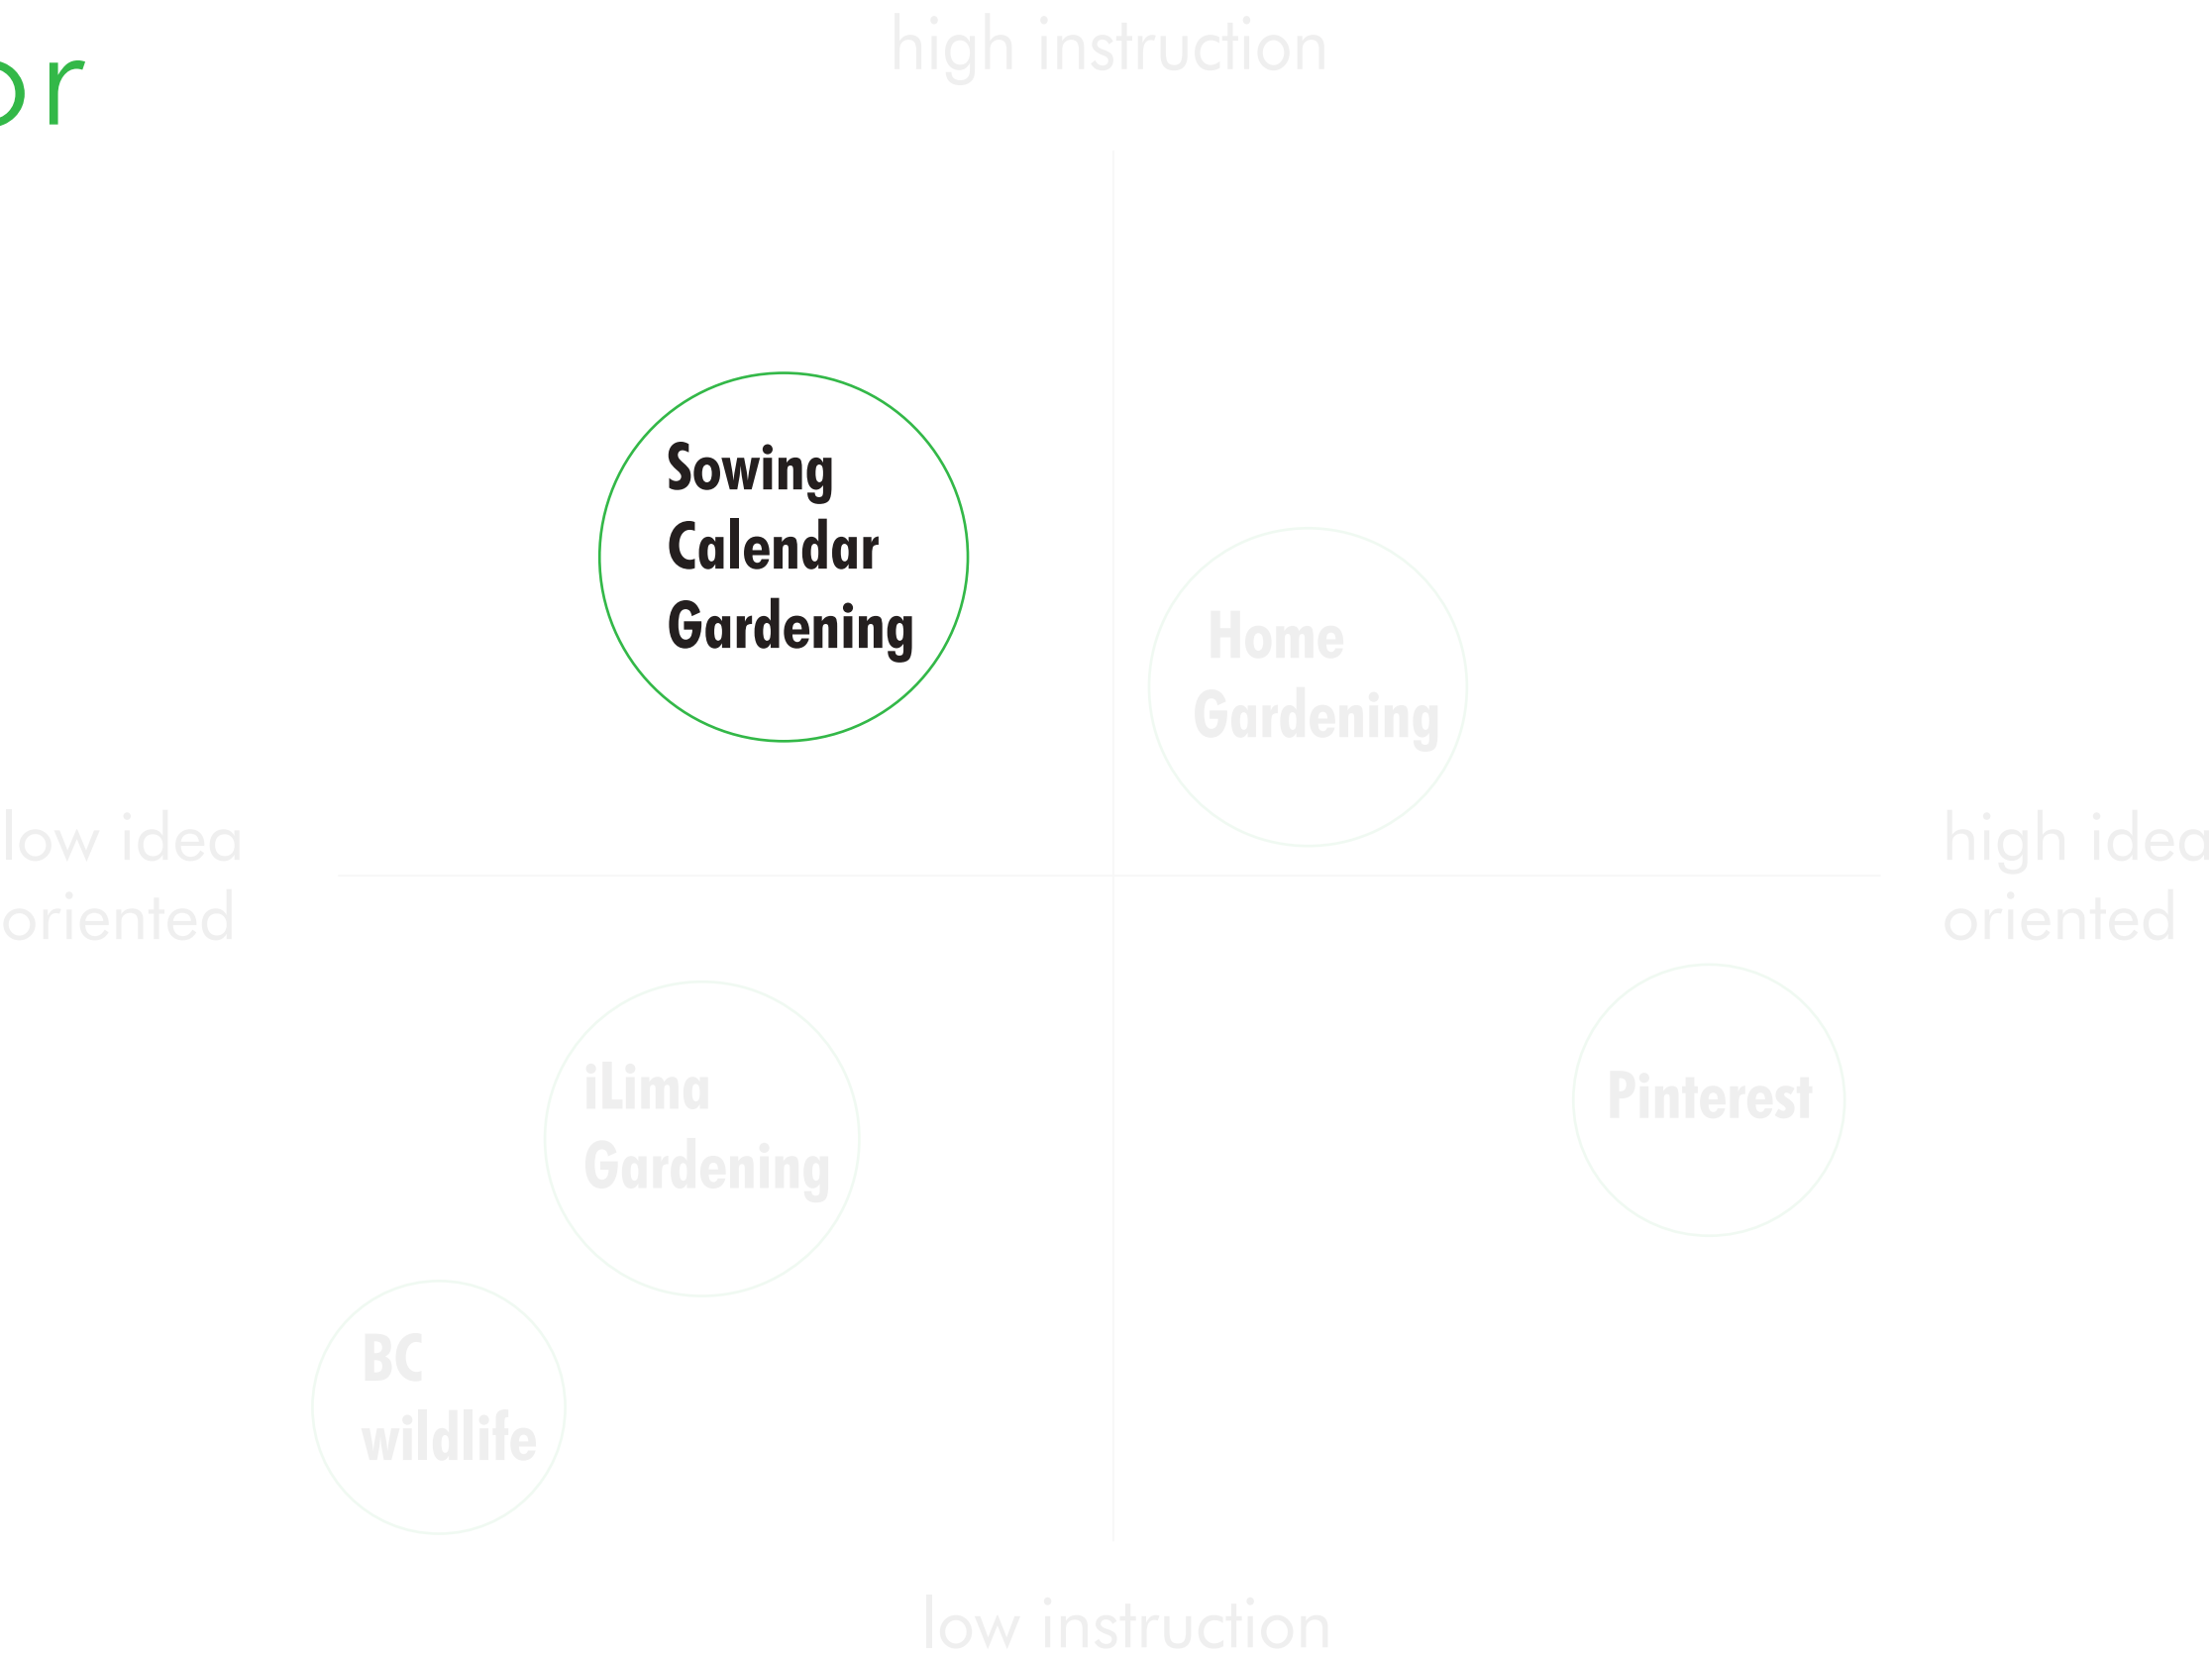 or
high instruction
Sowing
Calendar
Gardening
Home
Gardening
low idea
oriented
high idea
oriented
iLima
Gardening
Pinterest
BC
wildlife
low instruction